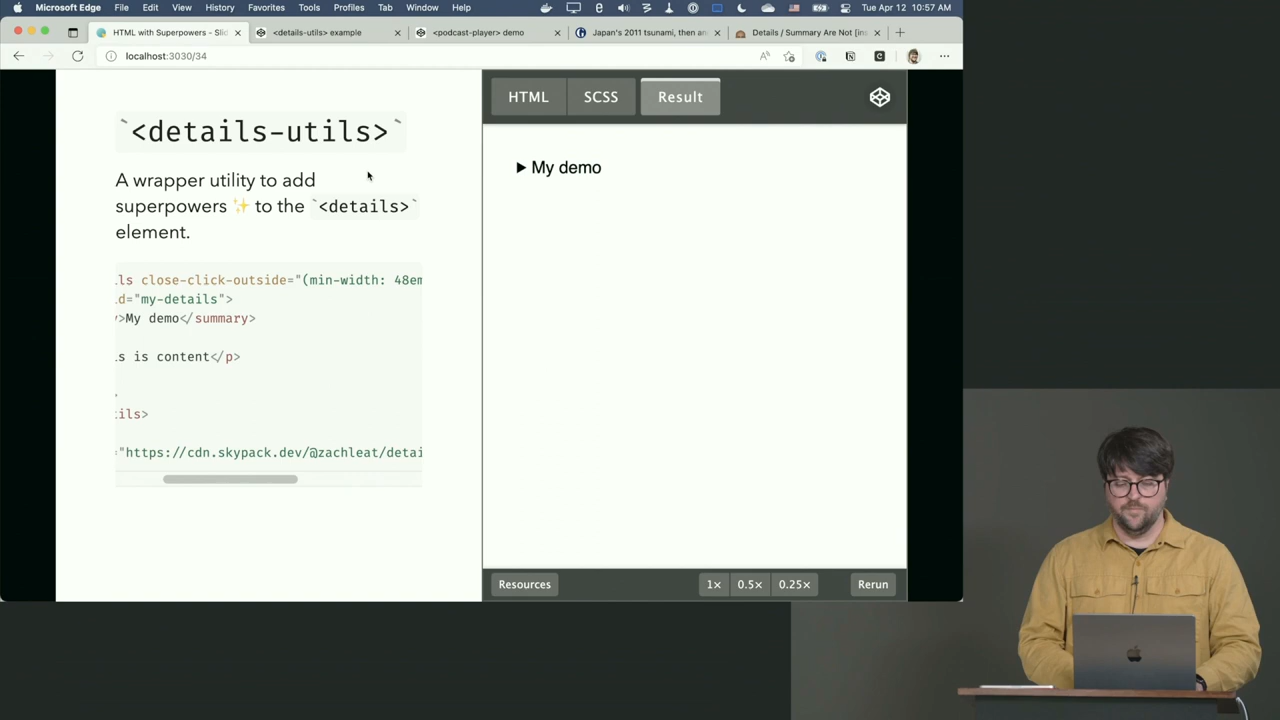 Microsoft Edge File Edit View History Favorites Tools Profiles Tab Window Help Tue Apr 12 10:57 AM
HTML with Superpowers - Slid
<details-utils> example
<podcast-player> demo
Japan's 2011 tsunami, then an
Details / Summary Are Not [ins
localhost:3030/34
`<details-utils>`
A wrapper utility to add
superpowers ✨ to the `<details>`
element.
ils close-click-outside="(min-width: 48em
d="my-details">
y>My demo</summary>
s is content</p>
ils>
="https://cdn.skypack.dev/@zachleat/detai
HTML SCSS Result
▶ My demo
Resources 1× 0.5× 0.25× Rerun